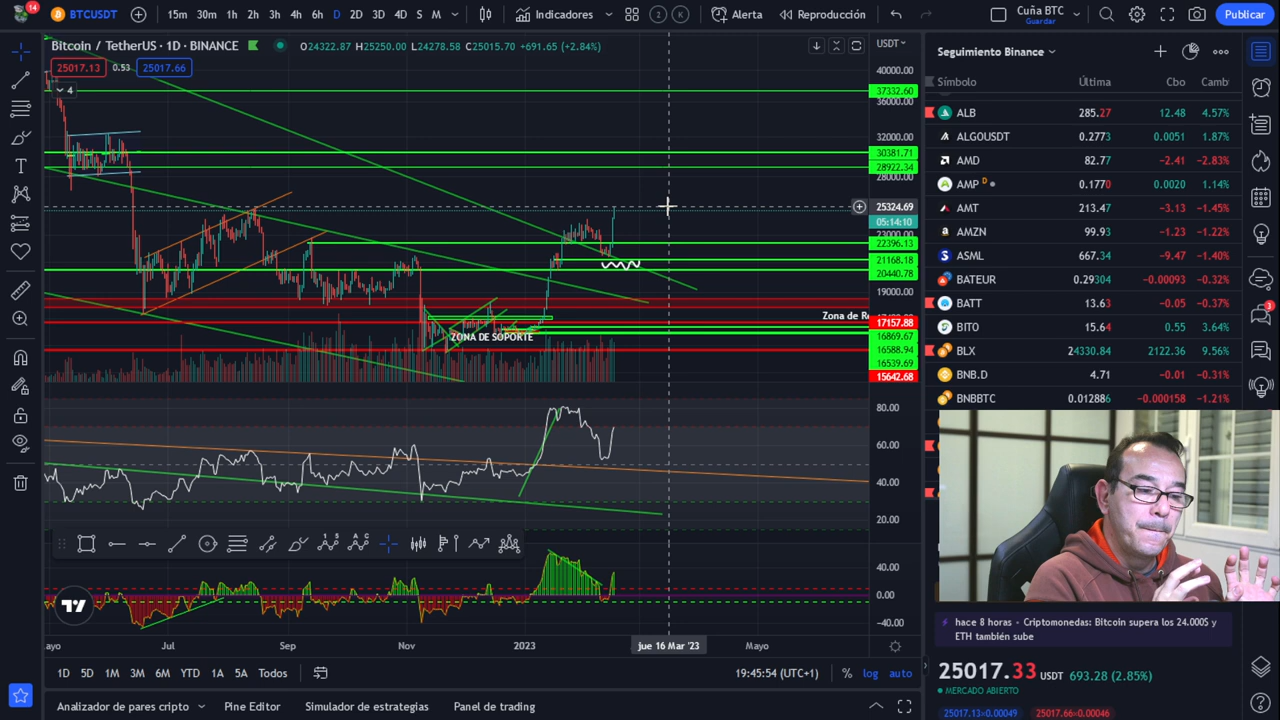 14
BTCUSDT
15m 30m 1h 2h 3h 4h 6h D 2D 3D 4D S M
Indicadores
2 K
Alerta
Reproducción
Cuña BTC
Guardar
Publicar
Bitcoin / TetherUS · 1D · BINANCE
O24322.87 H25250.00 L24278.58 C25015.70 +691.65 (+2.84%)
25017.13 0.53 25017.66
4
USDT
40000.00
37332.60
36000.00
32000.00
30381.71
28922.34
28000.00
25324.69
05:14:10
23000.00
22396.13
21168.18
20440.78
19000.00
Zona de Re
17157.88
16869.67
16588.94
16539.69
15642.68
ZONA DE SOPORTE
80.00
60.00
40.00
20.00
40.00
0.00
−40.00
ayo Jul Sep Nov 2023 jue 16 Mar '23 Mayo
1D 5D 1M 3M 6M YTD 1A 5A Todos
19:45:54 (UTC+1)
% log auto
Analizador de pares cripto Pine Editor Simulador de estrategias Panel de trading
Seguimiento Binance
Símbolo Última Cbo Camb
ALB 285.27 12.48 4.57%
ALGOUSDT 0.2773 0.0051 1.87%
AMD 82.77 −2.41 −2.83%
AMP D 0.1770 0.0020 1.14%
AMT 213.47 −3.13 −1.45%
AMZN 99.93 −1.23 −1.22%
ASML 667.34 −9.47 −1.40%
BATEUR 0.29304 −0.00093 −0.32%
BATT 13.63 −0.05 −0.37%
BITO 15.64 0.55 3.64%
BLX 24330.84 2122.36 9.56%
BNB.D 4.71 −0.01 −0.31%
BNBBTC 0.012886 −0.000158 −1.21%
3
hace 8 horas · Criptomonedas: Bitcoin supera los 24.000$ y
ETH también sube
25017.33 USDT 693.28 (2.85%)
MERCADO ABIERTO
25017.13×0.00049 25017.66×0.00046